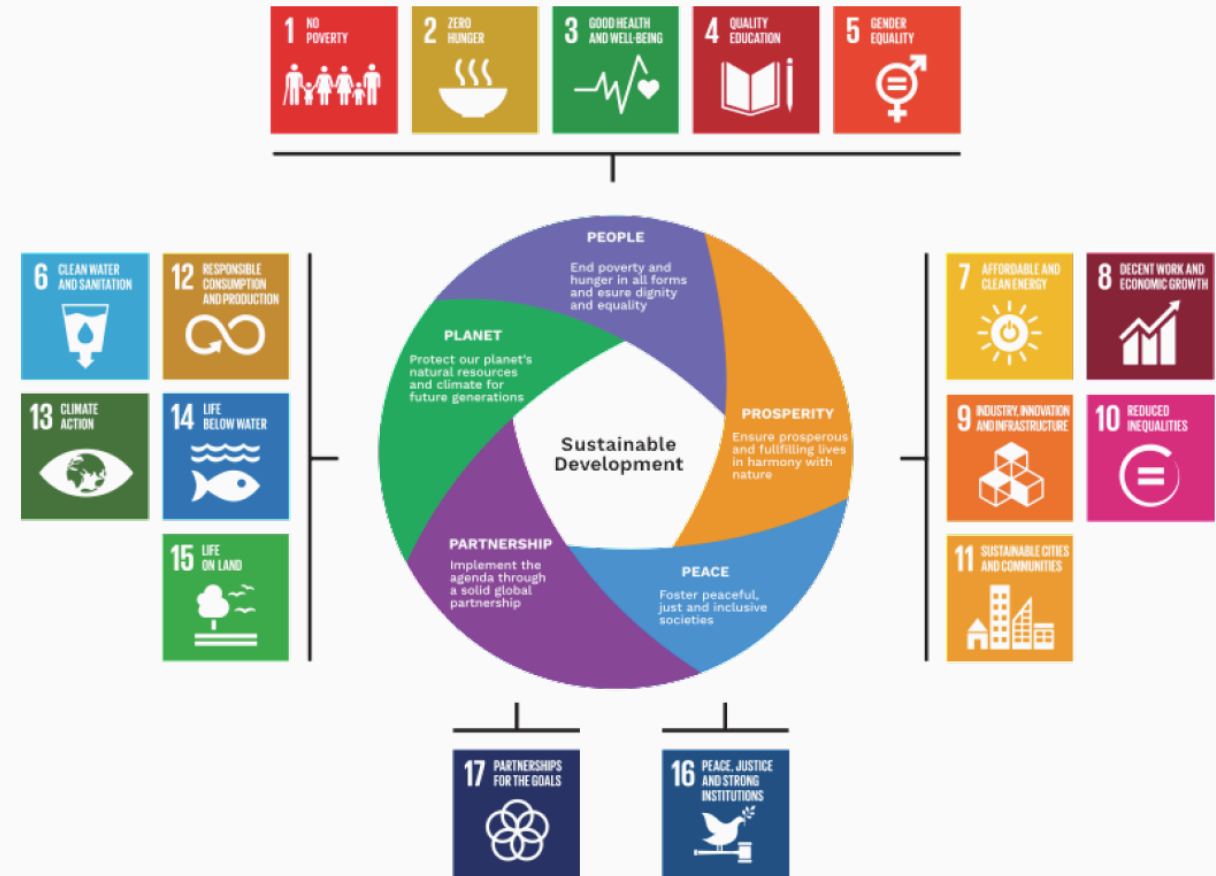 1 NO
POVERTY
2 ZERO
HUNGER
3 GOOD HEALTH
AND WELL-BEING
4 QUALITY
EDUCATION
5 GENDER
EQUALITY
6 CLEAN WATER
AND SANITATION
12 RESPONSIBLE
CONSUMPTION
AND PRODUCTION
13 CLIMATE
ACTION
14 LIFE
BELOW WATER
15 LIFE
ON LAND
PEOPLE
End poverty and
hunger in all forms
and esure dignity
and equality
PLANET
Protect our planet's
natural resources
and climate for
future generations
Sustainable
Development
PROSPERITY
Ensure prosperous
and fullfilling lives
in harmony with
nature
PARTNERSHIP
Implement the
agenda through
a solid global
partnership
PEACE
Foster peaceful,
just and inclusive
societies
7 AFFORDABLE AND
CLEAN ENERGY
8 DECENT WORK AND
ECONOMIC GROWTH
9 INDUSTRY, INNOVATION
AND INFRASTRUCTURE
10 REDUCED
INEQUALITIES
11 SUSTAINABLE CITIES
AND COMMUNITIES
17 PARTNERSHIPS
FOR THE GOALS
16 PEACE, JUSTICE
AND STRONG
INSTITUTIONS